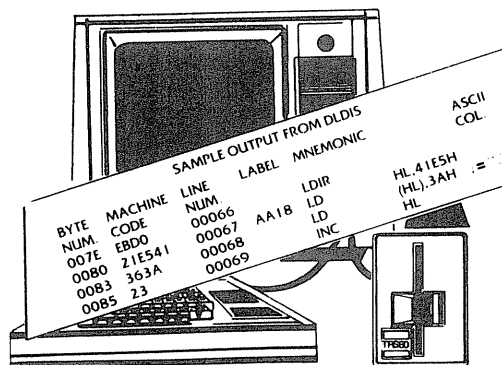 SAMPLE OUTPUT FROM DLDIS
BYTE MACHINE LINE LABEL MNEMONIC ASCII
NUM. CODE NUM. COL.
007E EBD0 00066 LDIR
0080 21E541 00067 AA18 LD HL,41E5H
0083 363A 00068 LD (HL),3AH
0085 23 00069 INC HL
TRS80